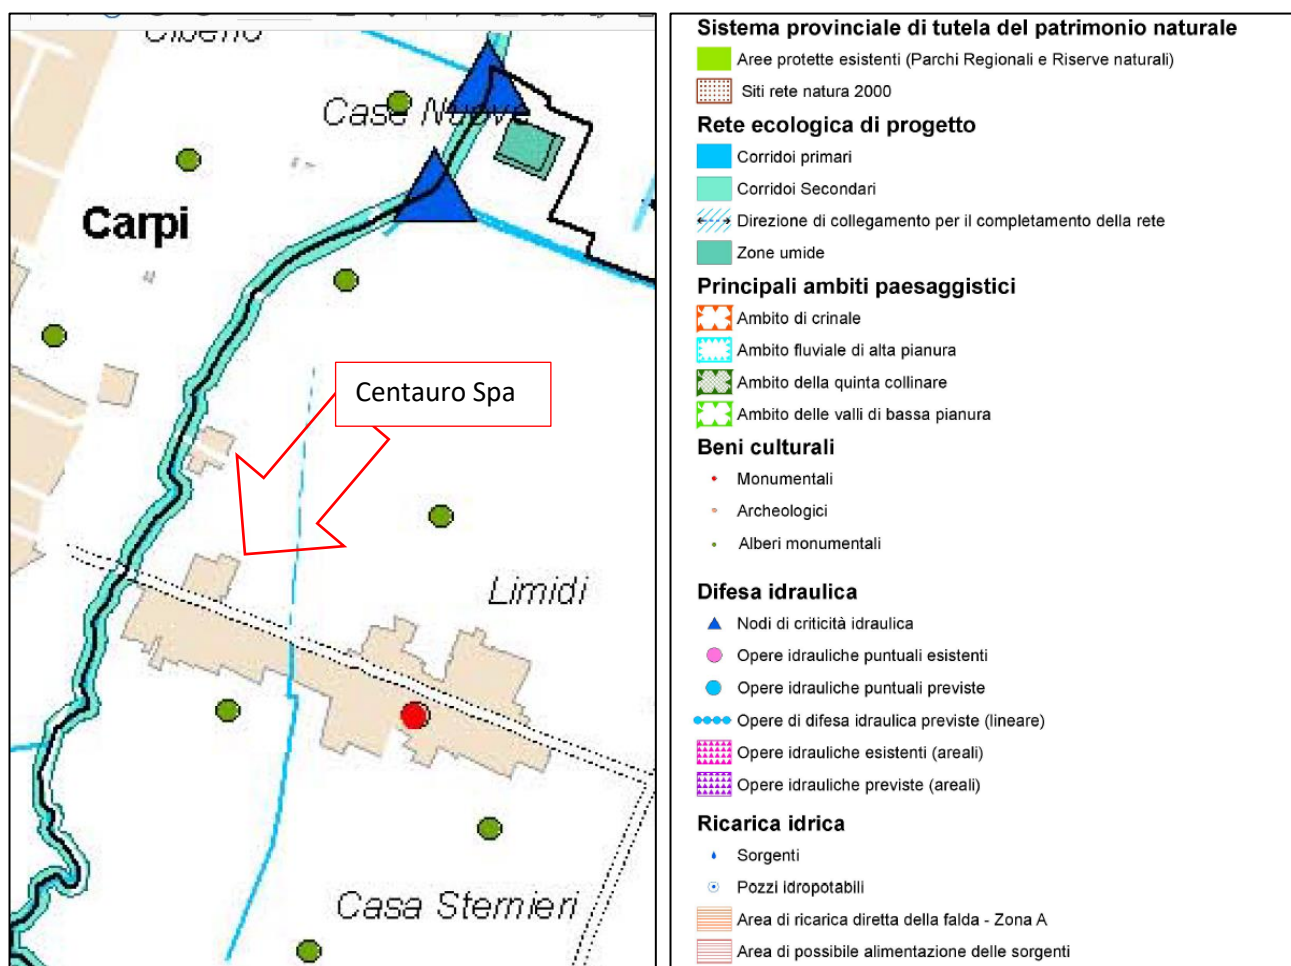 Cibeno
Case Nuove
Carpi
Centauro Spa
Limidi
Casa Sternieri
Sistema provinciale di tutela del patrimonio naturale
Aree protette esistenti (Parchi Regionali e Riserve naturali)
Siti rete natura 2000
Rete ecologica di progetto
Corridoi primari
Corridoi Secondari
Direzione di collegamento per il completamento della rete
Zone umide
Principali ambiti paesaggistici
Ambito di crinale
Ambito fluviale di alta pianura
Ambito della quinta collinare
Ambito delle valli di bassa pianura
Beni culturali
Monumentali
Archeologici
Alberi monumentali
Difesa idraulica
Nodi di criticità idraulica
Opere idrauliche puntuali esistenti
Opere idrauliche puntuali previste
Opere di difesa idraulica previste (lineare)
Opere idrauliche esistenti (areali)
Opere idrauliche previste (areali)
Ricarica idrica
Sorgenti
Pozzi idropotabili
Area di ricarica diretta della falda - Zona A
Area di possibile alimentazione delle sorgenti